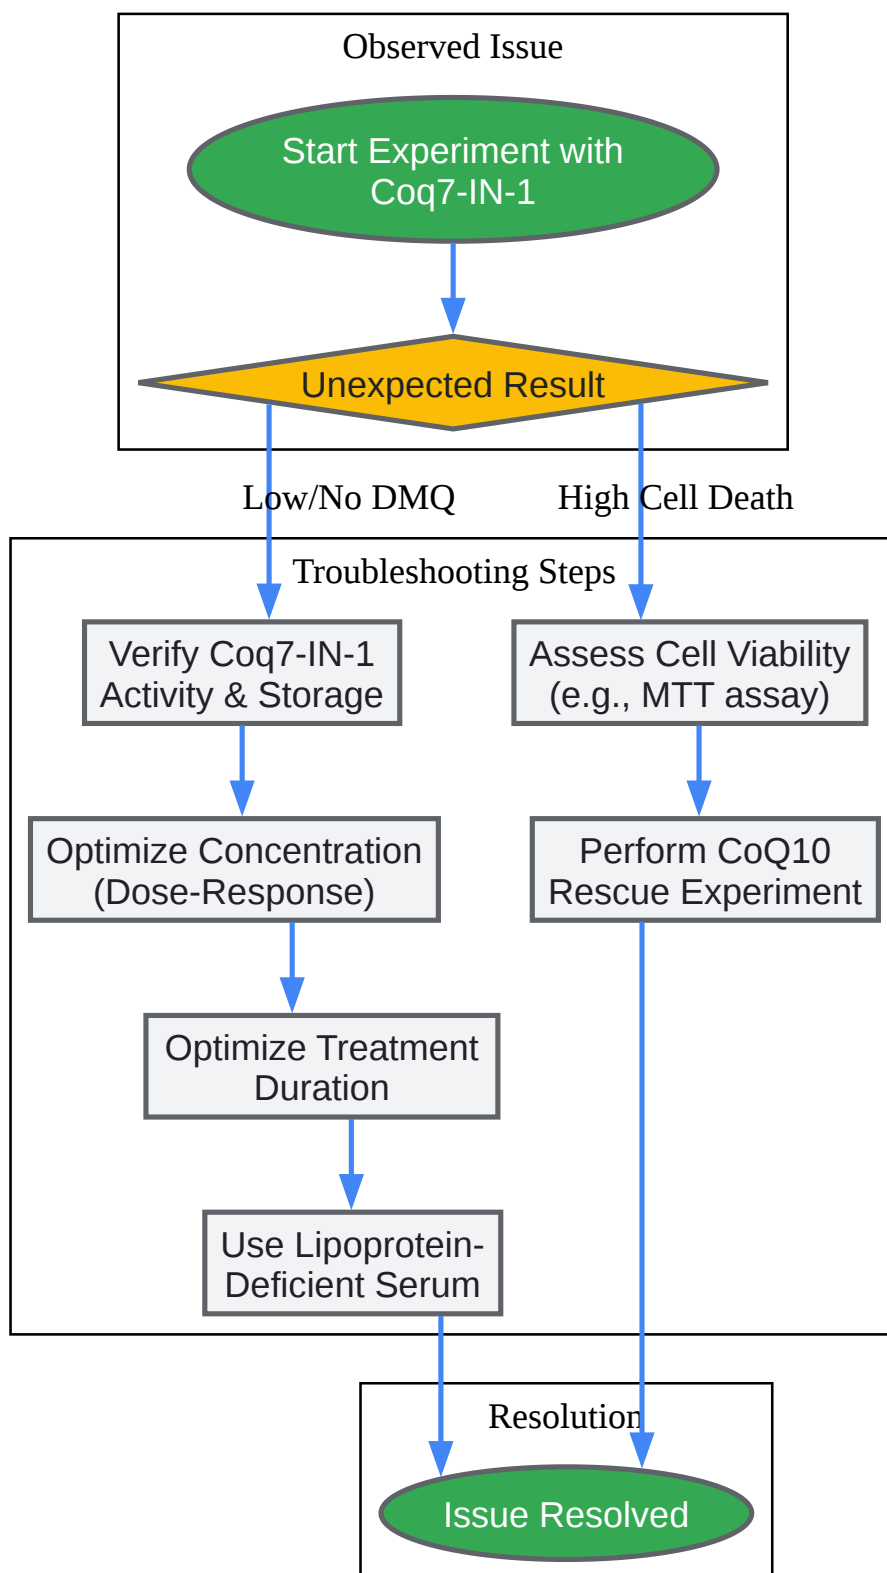 Observed Issue
Start Experiment with
Coq7-IN-1
Unexpected Result
Low/No DMQ
High Cell Death
Troubleshooting Steps
Verify Coq7-IN-1
Activity & Storage
Assess Cell Viability
(e.g., MTT assay)
Optimize Concentration
(Dose-Response)
Perform CoQ10
Rescue Experiment
Optimize Treatment
Duration
Use Lipoprotein-
Deficient Serum
Resolution
Issue Resolved